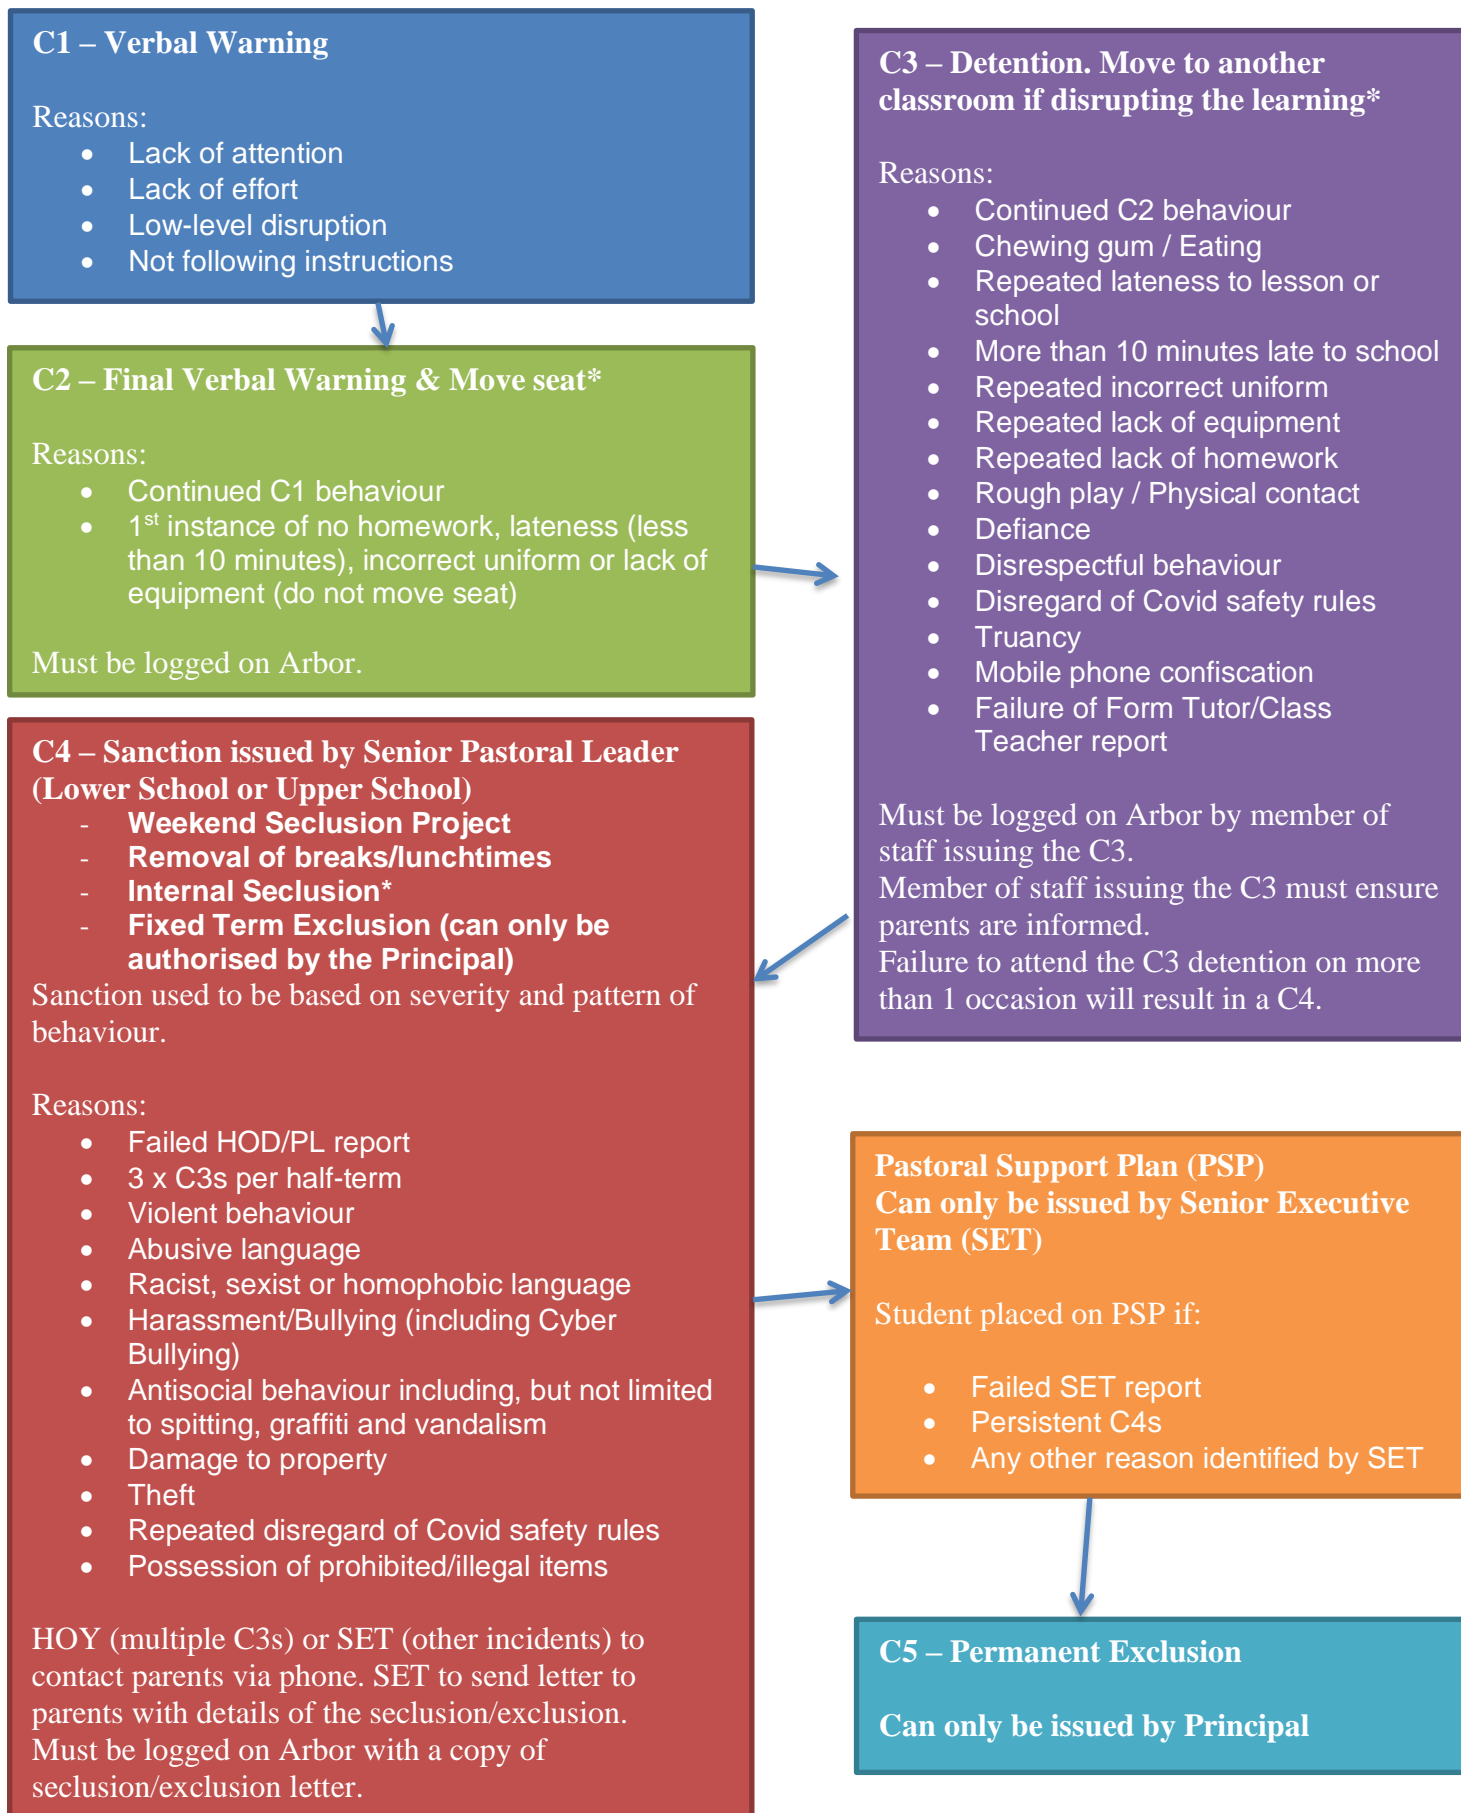 C1 – Verbal Warning
Reasons:
• Lack of attention
• Lack of effort
• Low-level disruption
• Not following instructions
C2 – Final Verbal Warning & Move seat*
Reasons:
• Continued C1 behaviour
• 1st instance of no homework, lateness (less
than 10 minutes), incorrect uniform or lack of
equipment (do not move seat)
Must be logged on Arbor.
C3 – Detention. Move to another
classroom if disrupting the learning*
Reasons:
• Continued C2 behaviour
• Chewing gum / Eating
• Repeated lateness to lesson or
school
• More than 10 minutes late to school
• Repeated incorrect uniform
• Repeated lack of equipment
• Repeated lack of homework
• Rough play / Physical contact
• Defiance
• Disrespectful behaviour
• Disregard of Covid safety rules
• Truancy
• Mobile phone confiscation
• Failure of Form Tutor/Class
Teacher report
Must be logged on Arbor by member of
staff issuing the C3.
Member of staff issuing the C3 must ensure
parents are informed.
Failure to attend the C3 detention on more
than 1 occasion will result in a C4.
C4 – Sanction issued by Senior Pastoral Leader
(Lower School or Upper School)
- Weekend Seclusion Project
- Removal of breaks/lunchtimes
- Internal Seclusion*
- Fixed Term Exclusion (can only be
authorised by the Principal)
Sanction used to be based on severity and pattern of
behaviour.
Reasons:
• Failed HOD/PL report
• 3 x C3s per half-term
• Violent behaviour
• Abusive language
• Racist, sexist or homophobic language
• Harassment/Bullying (including Cyber
Bullying)
• Antisocial behaviour including, but not limited
to spitting, graffiti and vandalism
• Damage to property
• Theft
• Repeated disregard of Covid safety rules
• Possession of prohibited/illegal items
HOY (multiple C3s) or SET (other incidents) to
contact parents via phone. SET to send letter to
parents with details of the seclusion/exclusion.
Must be logged on Arbor with a copy of
seclusion/exclusion letter.
Pastoral Support Plan (PSP)
Can only be issued by Senior Executive
Team (SET)
Student placed on PSP if:
• Failed SET report
• Persistent C4s
• Any other reason identified by SET
C5 – Permanent Exclusion
Can only be issued by Principal